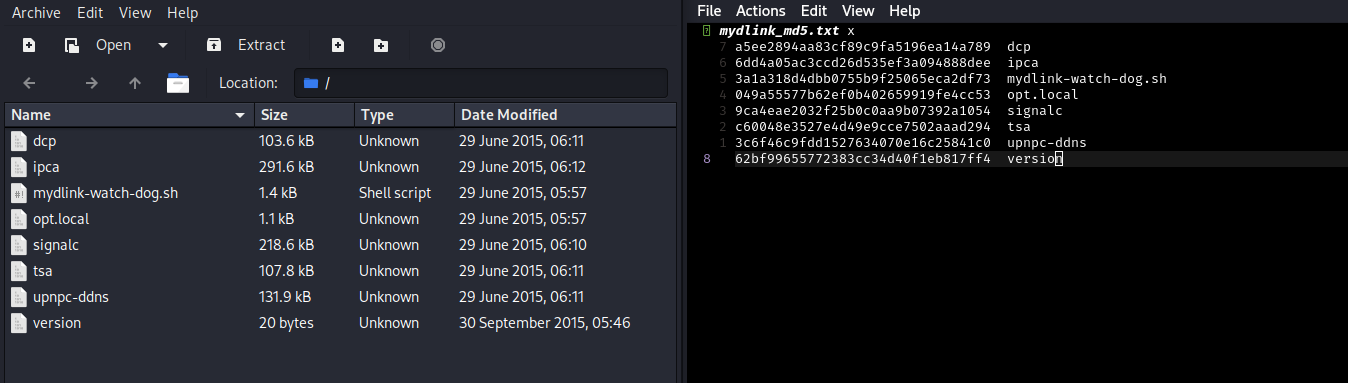 Archive Edit View Help
Open Extract
Location: /
Name Size Type Date Modified
dcp 103.6 kB Unknown 29 June 2015, 06:11
ipca 291.6 kB Unknown 29 June 2015, 06:12
mydlink-watch-dog.sh 1.4 kB Shell script 29 June 2015, 05:57
opt.local 1.1 kB Unknown 29 June 2015, 05:57
signalc 218.6 kB Unknown 29 June 2015, 06:10
tsa 107.8 kB Unknown 29 June 2015, 06:11
upnpc-ddns 131.9 kB Unknown 29 June 2015, 06:11
version 20 bytes Unknown 30 September 2015, 05:46
File Actions Edit View Help
mydlink_md5.txt x
7 a5ee2894aa83cf89c9fa5196ea14a789 dcp
6 6dd4a05ac3ccd26d535ef3a094888dee ipca
5 3a1a318d4dbb0755b9f25065eca2df73 mydlink-watch-dog.sh
4 049a55577b62ef0b402659919fe4cc53 opt.local
3 9ca4eae2032f25b0c0aa9b07392a1054 signalc
2 c60048e3527e4d49e9cce7502aaad294 tsa
1 3c6f46c9fdd1527634070e16c25841c0 upnpc-ddns
8 62bf99655772383cc34d40f1eb817ff4 version